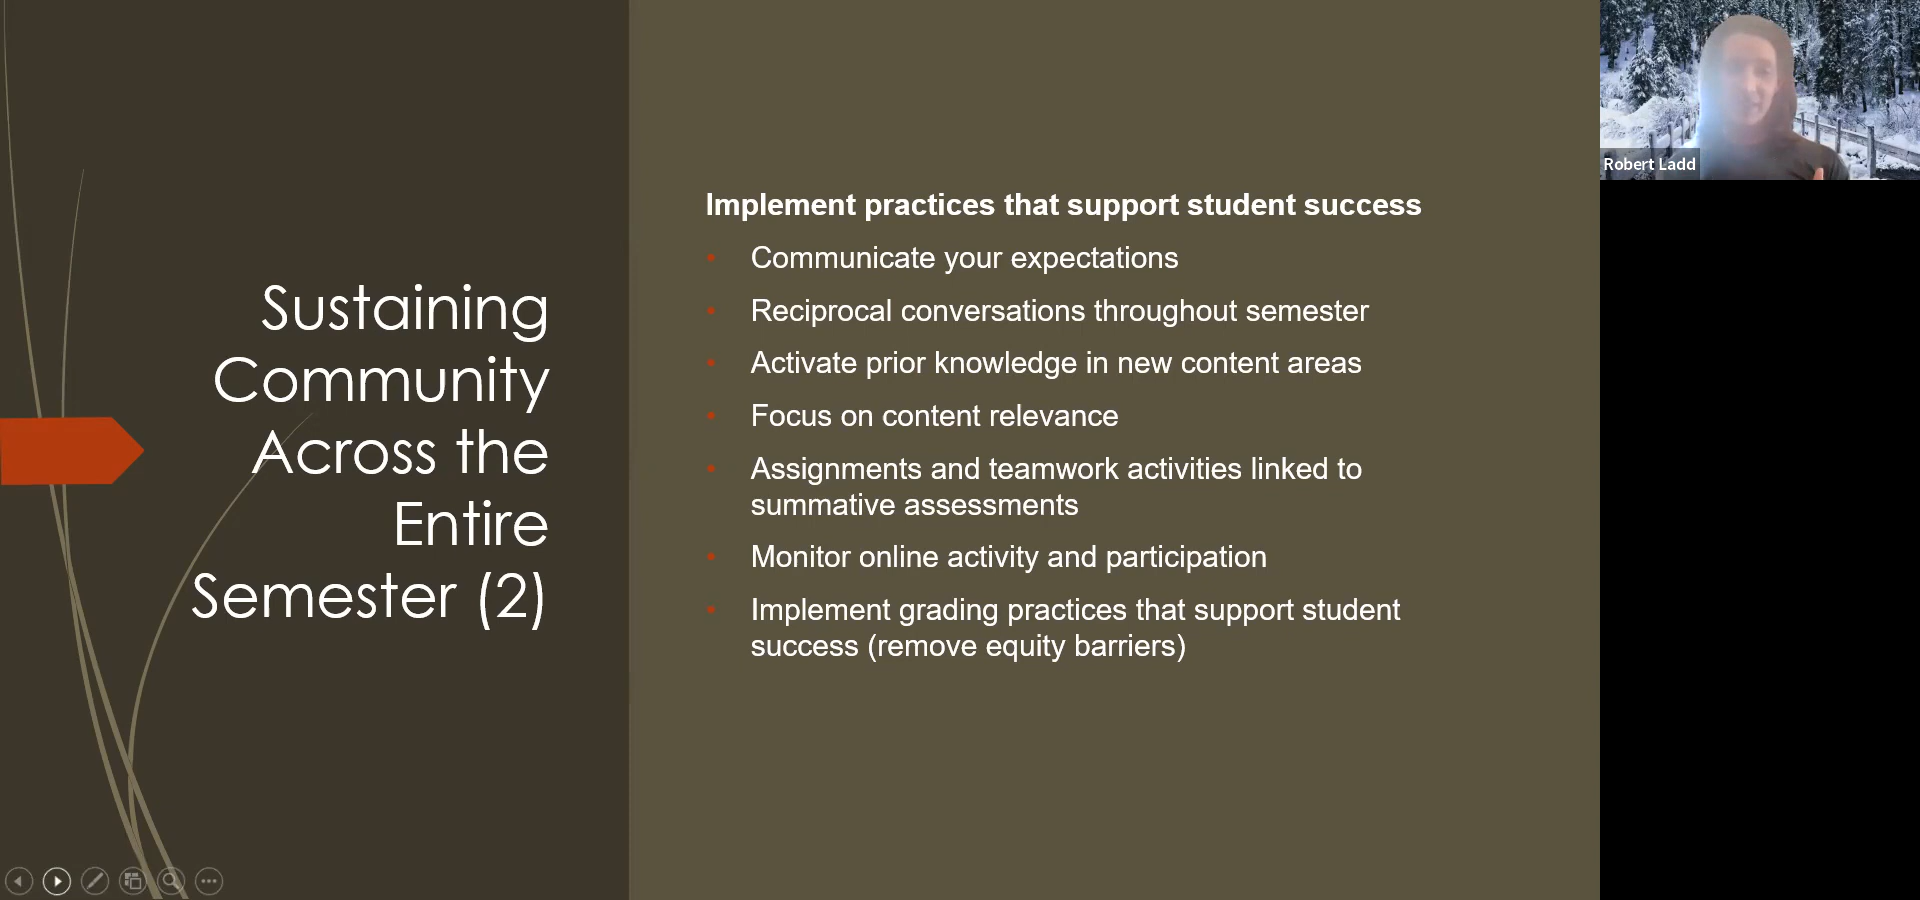 Sustaining
Community
Across the
Entire
Semester (2)
Implement practices that support student success
• Communicate your expectations
• Reciprocal conversations throughout semester
• Activate prior knowledge in new content areas
• Focus on content relevance
• Assignments and teamwork activities linked to
summative assessments
• Monitor online activity and participation
• Implement grading practices that support student
success (remove equity barriers)
Robert Ladd